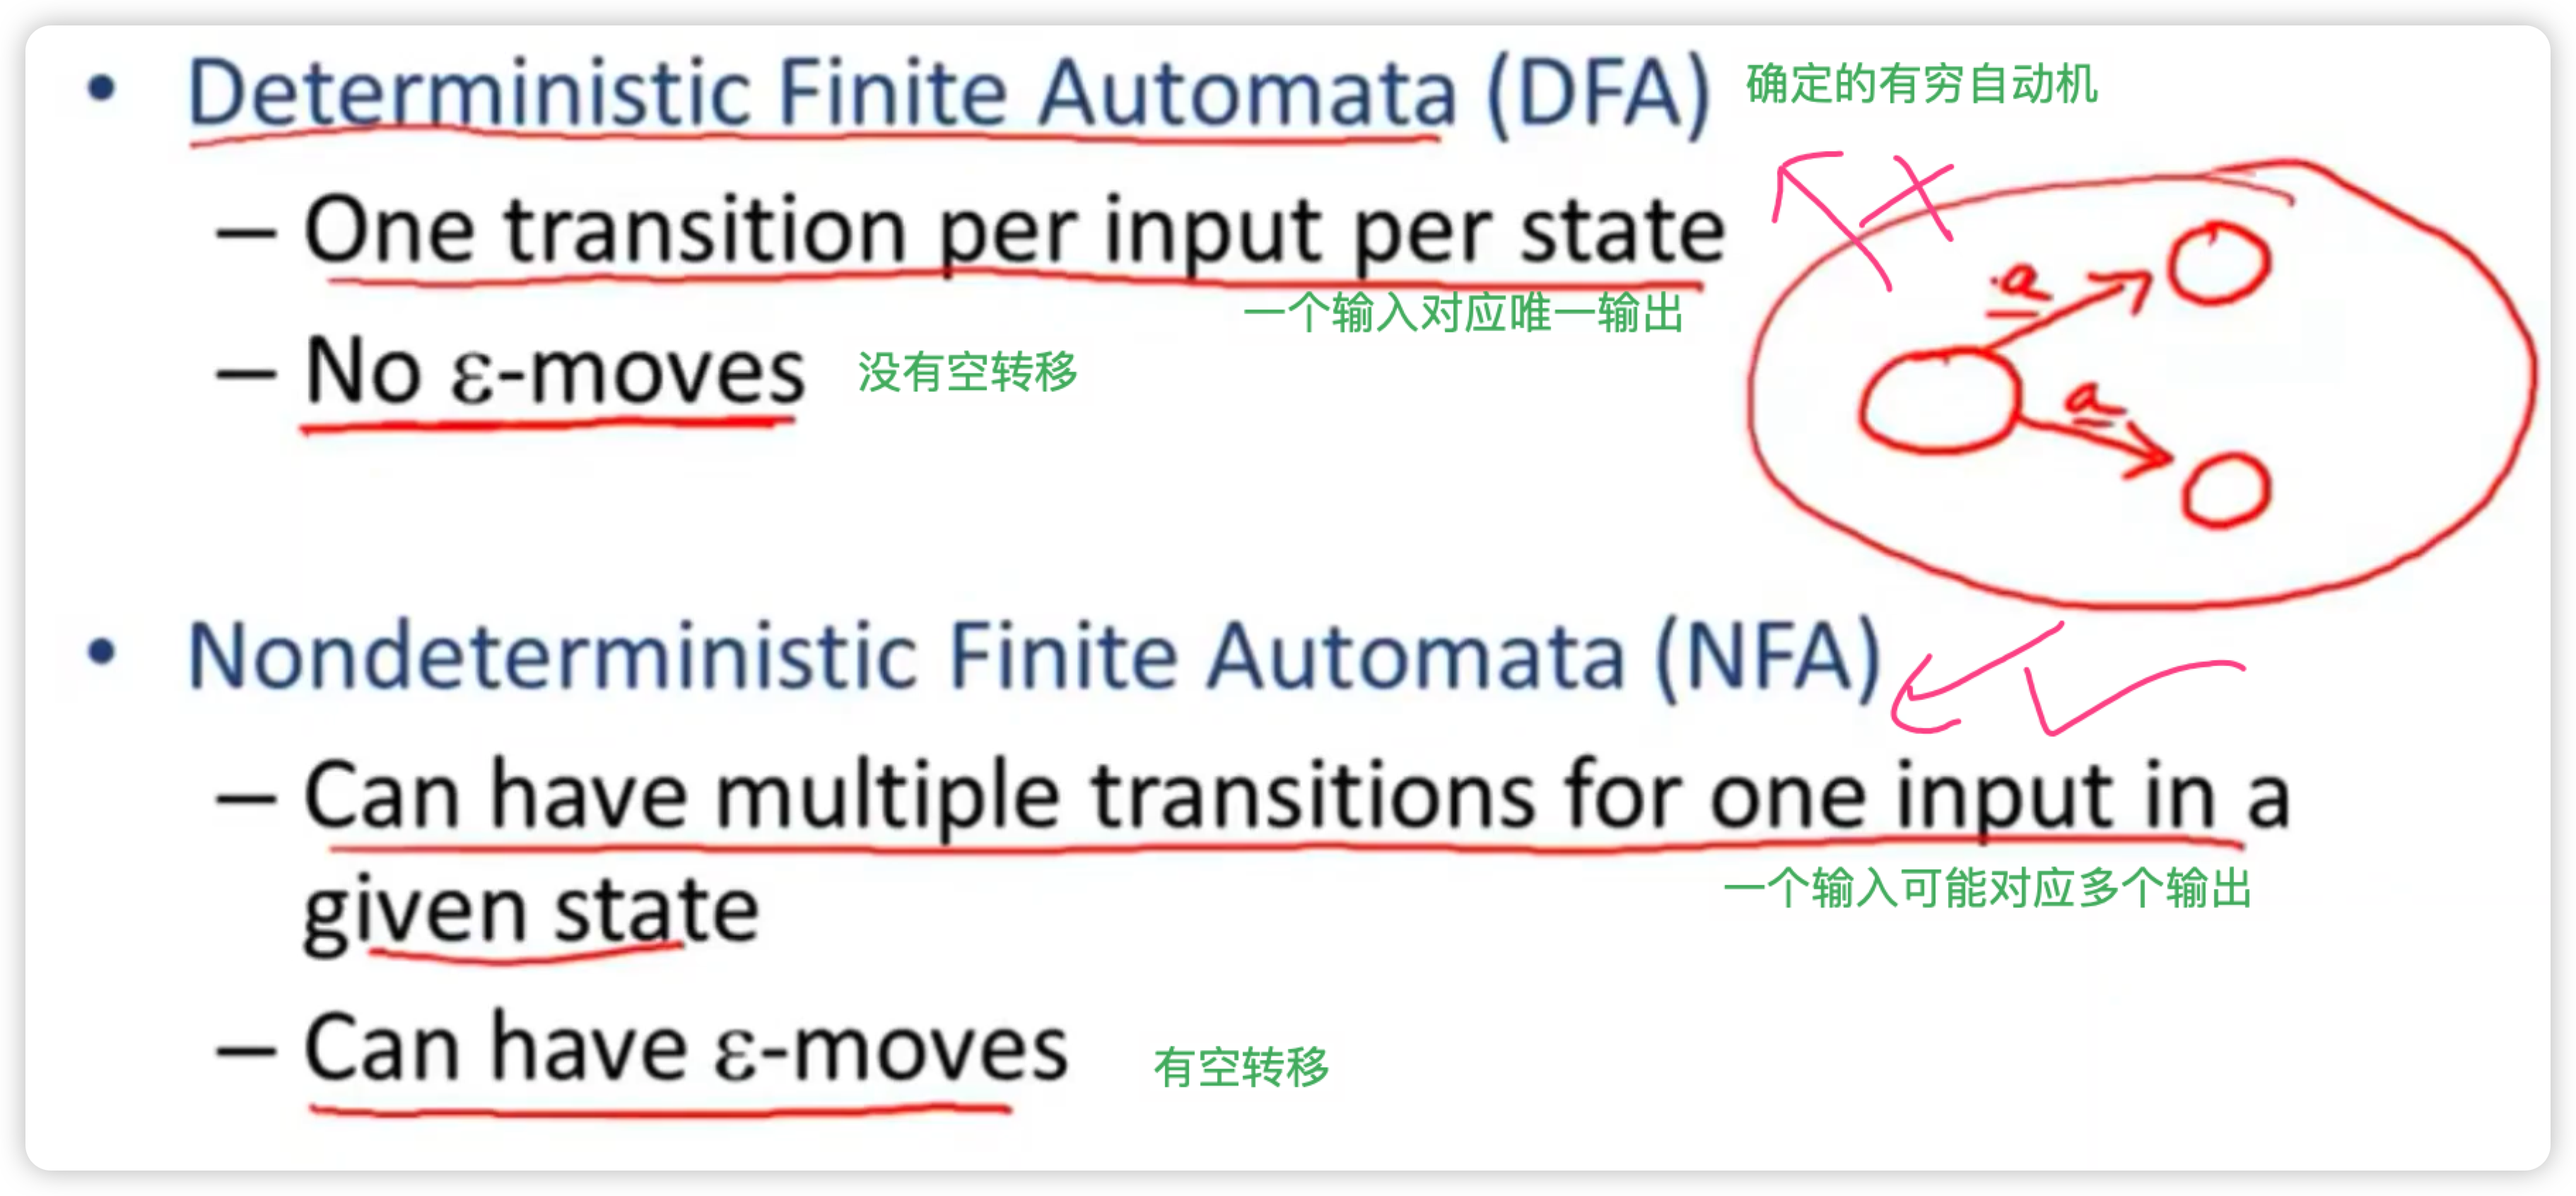 • Deterministic Finite Automata (DFA) 确定的有穷自动机
– One transition per input per state
一个输入对应唯一输出
– No ε-moves 没有空转移
a
a
• Nondeterministic Finite Automata (NFA)
– Can have multiple transitions for one input in a
一个输入可能对应多个输出
given state
– Can have ε-moves 有空转移